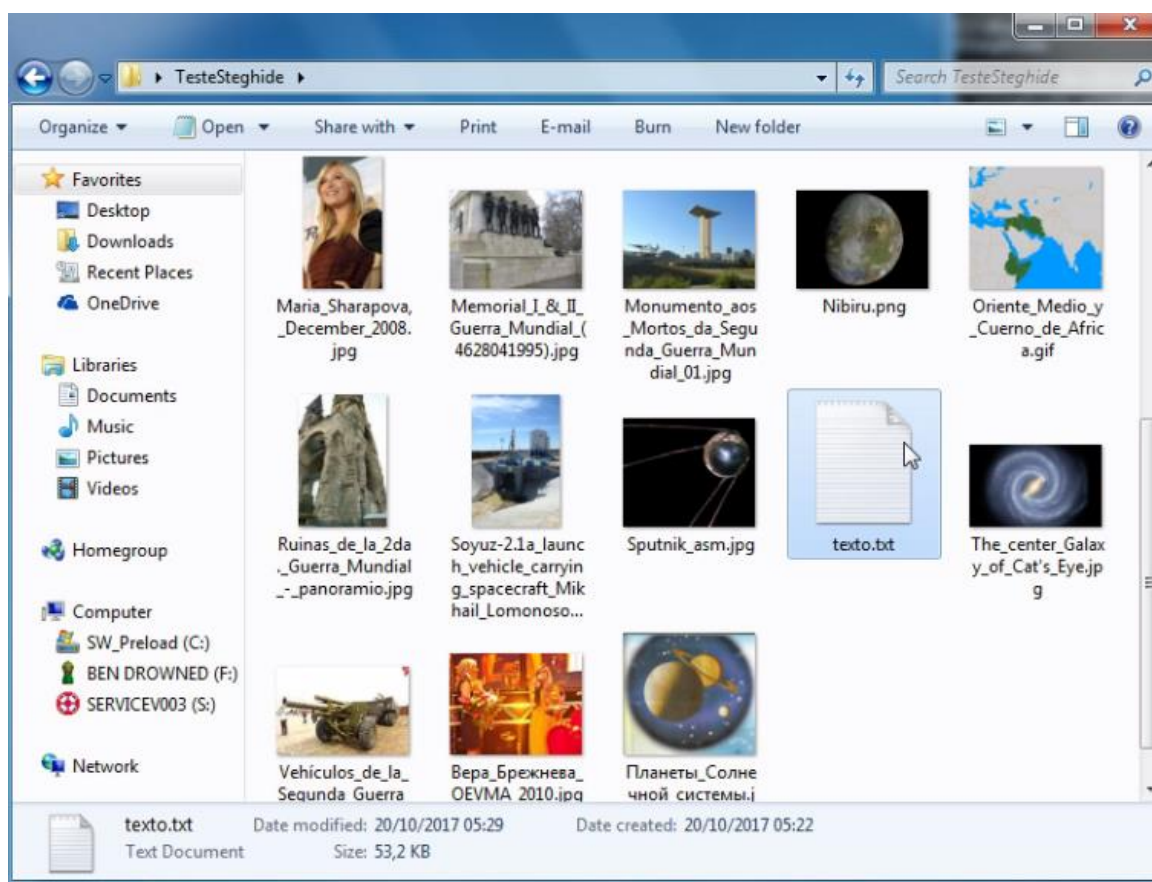 TesteSteghide
Search TesteSteghide
Organize
Open
Share with
Print
E-mail
Burn
New folder
Favorites
Desktop
Downloads
Recent Places
OneDrive
Libraries
Documents
Music
Pictures
Videos
Homegroup
Computer
SW_Preload (C:)
BEN DROWNED (F:)
SERVICEV003 (S:)
Network
Maria_Sharapova,
_December_2008.
jpg
Memorial_I_&_II_
Guerra_Mundial_(
4628041995).jpg
Monumento_aos
_Mortos_da_Segu
nda_Guerra_Mun
dial_01.jpg
Nibiru.png
Oriente_Medio_y
_Cuerno_de_Afric
a.gif
Ruinas_de_la_2da
._Guerra_Mundial
_-_panoramio.jpg
Soyuz-2.1a_launc
h_vehicle_carryin
g_spacecraft_Mik
hail_Lomonoso...
Sputnik_asm.jpg
texto.txt
The_center_Galax
y_of_Cat's_Eye.jp
g
Vehículos_de_la_
Segunda_Guerra
Вера_Брежнева_
OEVMA_2010.jpg
Планеты_Солне
чной_системы.j
texto.txt
Date modified: 20/10/2017 05:29
Date created: 20/10/2017 05:22
Text Document
Size: 53,2 KB